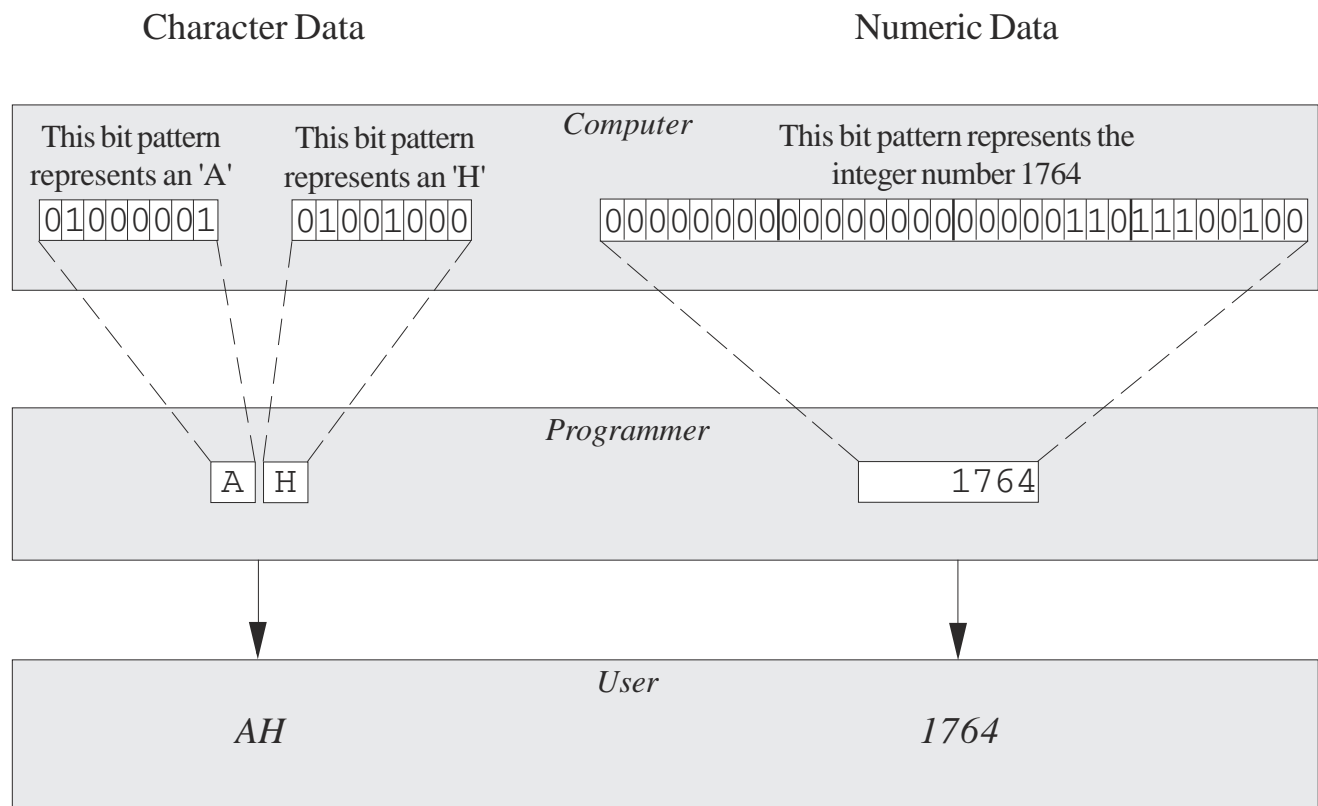 Character Data
Numeric Data
Computer
This bit pattern
represents an 'A'
This bit pattern
represents an 'H'
This bit pattern represents the
integer number 1764
01000001
01001000
00000000000000000000011011100100
Programmer
A H
1764
User
AH
1764